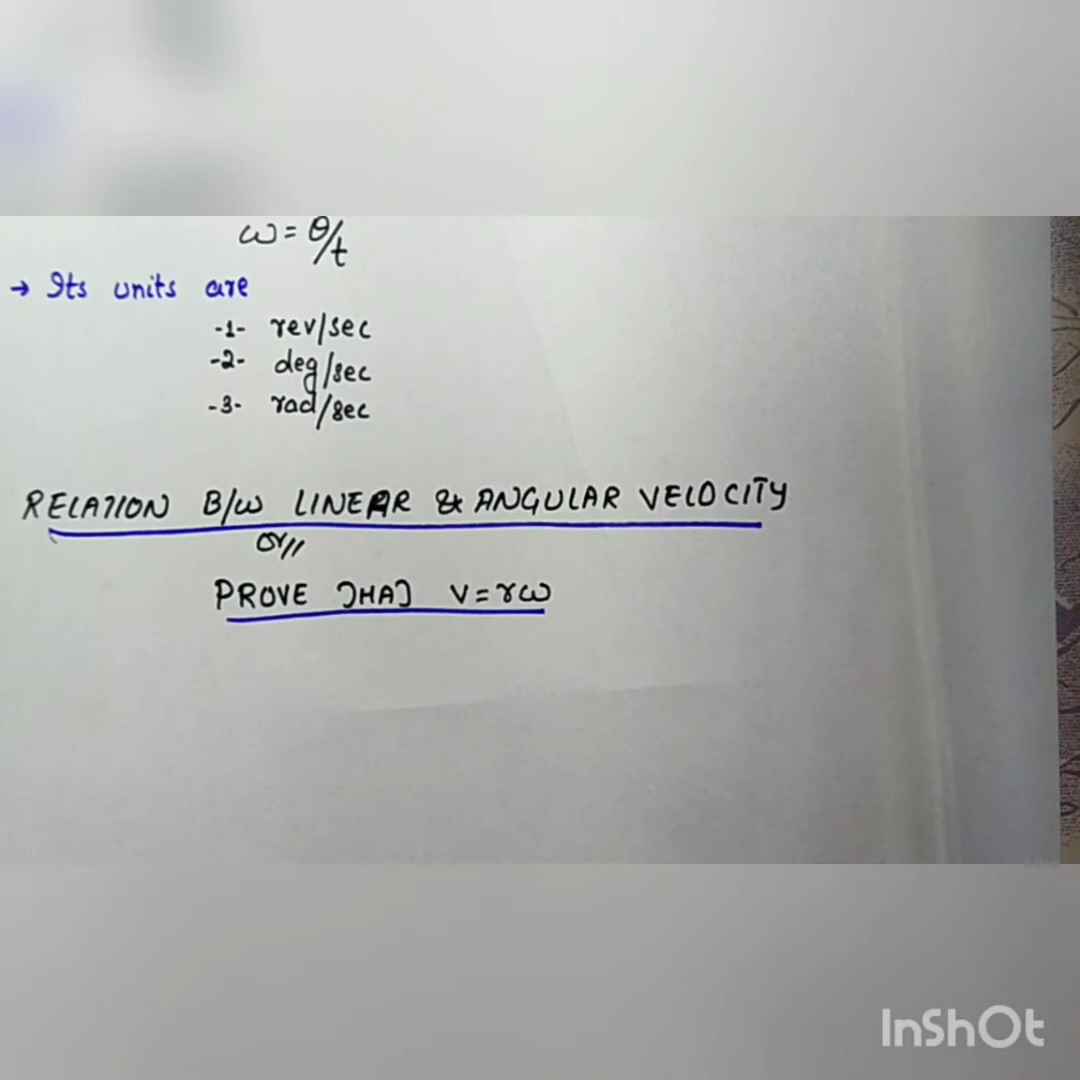 ω = θ/t
→ Its units are
-1- rev/sec
-2- deg/sec
-3- rad/sec
RELATION B/W LINEAR & ANGULAR VELOCITY
or//
PROVE THAT V = rω
InShOt